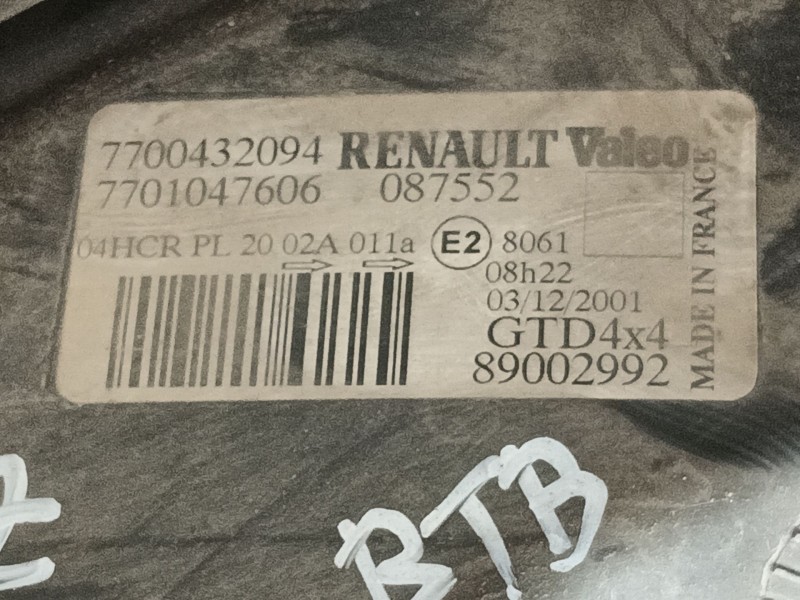 7700432094 RENAULT Valeo
7701047606 087552
04HCR PL 20 02A 011a E2 8061
08h22
03/12/2001
GTD4x4
89002992
MADE IN FRANCE
BTB